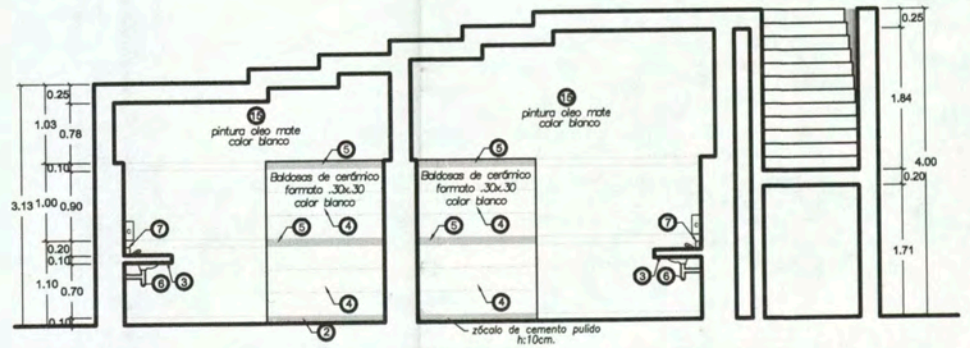 0.25
1.03
0.78
0.10
3.13
1.00
0.90
0.20
0.10
1.10
0.70
0.10
16
pintura oleo mate
color blanco
5
Baldosas de cerámico
formato .30x.30
color blanco
4
5
7
6
3
4
2
16
pintura oleo mate
color blanco
5
Baldosas de cerámico
formato .30x.30
color blanco
4
5
7
3
6
4
zócalo de cemento pulido
h:10cm.
0.25
1.84
4.00
0.20
1.71